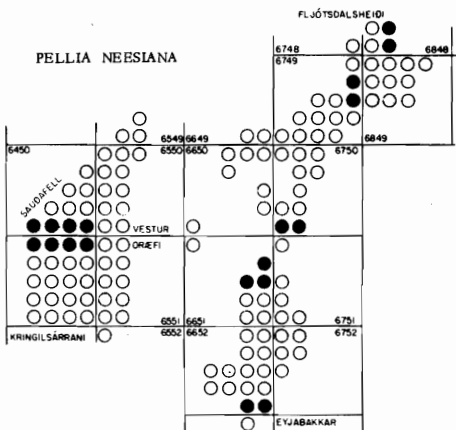 FLJÓTSDALSHEIÐI
PELLIA NEESIANA
6748 6848
6749
6549 6649 6849
6450 6550 6650 6750
SAUDAFELL
VESTUR
ÖRÆFI
6551 6651 6751
KRINGILSÁRRANI 6552 6652 6752
EYJABAKKAR